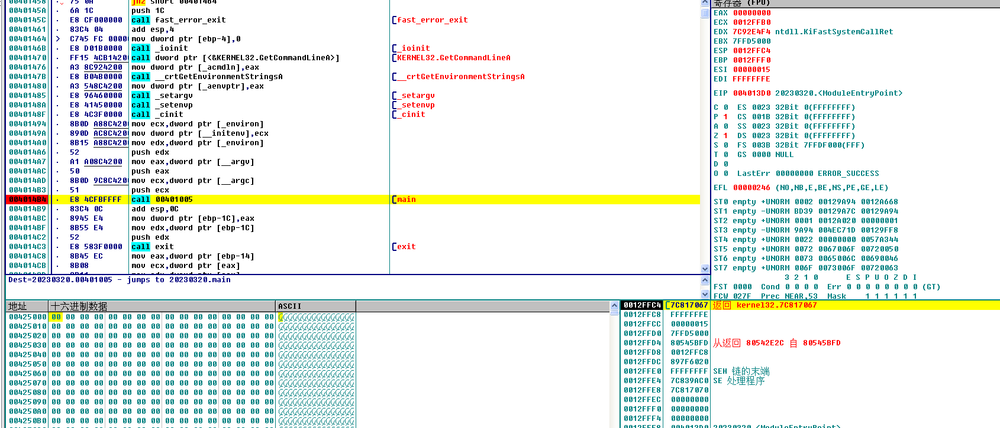 00401458 · 75 0A jnz short 00401464
0040145A · 6A 1C push 1C
0040145C · E8 CF000000 call fast_error_exit [fast_error_exit
00401461 · 83C4 04 add esp,4
00401464 > C745 FC 0000 mov dword ptr [ebp-4],0
0040146B · E8 D01B0000 call _ioinit [_ioinit
00401470 · FF15 4CB14200 call dword ptr [<&KERNEL32.GetCommandLineA>] [KERNEL32.GetCommandLineA
00401476 · A3 8C924200 mov dword ptr [_acmdln],eax
0040147B · E8 B04B0000 call __crtGetEnvironmentStringsA [__crtGetEnvironmentStringsA
00401480 · A3 548C4200 mov dword ptr [_aenvptr],eax
00401485 · E8 96460000 call _setargv [_setargv
0040148A · E8 41450000 call _setenvp [_setenvp
0040148F · E8 4C3F0000 call _cinit [_cinit
00401494 · 8B0D A88C4200 mov ecx,dword ptr [_environ]
0040149A · 890D AC8C4200 mov dword ptr [__initenv],ecx
004014A0 · 8B15 A88C4200 mov edx,dword ptr [_environ]
004014A6 · 52 push edx
004014A7 · A1 A08C4200 mov eax,dword ptr [__argv]
004014AC · 50 push eax
004014AD · 8B0D 9C8C4200 mov ecx,dword ptr [__argc]
004014B3 · 51 push ecx
004014B4 · E8 4CFBFFFF call 00401005 [main
004014B9 · 83C4 0C add esp,0C
004014BC · 8945 E4 mov dword ptr [ebp-1C],eax
004014BF · 8B55 E4 mov edx,dword ptr [ebp-1C]
004014C2 · 52 push edx
004014C3 · E8 583F0000 call exit [exit
004014C8 · 8B45 EC mov eax,dword ptr [ebp-14]
004014CB · 8B08 mov ecx,dword ptr [eax]
Dest=20230320.00401005 - jumps to 20230320.main
寄存器 (FPU)
EAX 00000000
ECX 0012FFB0
EDX 7C92E4F4 ntdll.KiFastSystemCallRet
EBX 7FFD5000
ESP 0012FFC4
EBP 0012FFF0
ESI 00000015
EDI FFFFFFFE
EIP 004013D0 20230320.<ModuleEntryPoint>
C 0 ES 0023 32Bit 0(FFFFFFFF)
P 1 CS 001B 32Bit 0(FFFFFFFF)
A 0 SS 0023 32Bit 0(FFFFFFFF)
Z 1 DS 0023 32Bit 0(FFFFFFFF)
S 0 FS 003B 32Bit 7FFDF000(FFF)
T 0 GS 0000 NULL
D 0
O 0 LastErr 00000000 ERROR_SUCCESS
EFL 00000246 (NO,NB,E,BE,NS,PE,GE,LE)
ST0 empty +UNORM 0002 00129A94 0012A668
ST1 empty -UNORM BD39 00129A7C 00129A94
ST2 empty +UNORM 0001 0012A020 00000001
ST3 empty -UNORM 9A94 004EC71D 00129FF8
ST4 empty +UNORM 0022 00000000 0057A344
ST5 empty +UNORM 0072 0067006F 00720050
ST6 empty +UNORM 0073 0065006C 00690046
ST7 empty +UNORM 006F 0073006F 00720063
3 2 1 0 E S P U O Z D I
FST 0000 Cond 0 0 0 0 Err 0 0 0 0 0 0 0 0 (GT)
FCW 027F Prec NEAR,53 Mask 1 1 1 1 1 1
地址 十六进制数据 ASCII
00425000 00 00 00 00 00 00 00 00 00 00 00 00 00 00 00 00
00425010 00 00 00 00 00 00 00 00 00 00 00 00 00 00 00 00
00425020 00 00 00 00 00 00 00 00 00 00 00 00 00 00 00 00
00425030 00 00 00 00 00 00 00 00 00 00 00 00 00 00 00 00
00425040 00 00 00 00 00 00 00 00 00 00 00 00 00 00 00 00
00425050 00 00 00 00 00 00 00 00 00 00 00 00 00 00 00 00
00425060 00 00 00 00 00 00 00 00 00 00 00 00 00 00 00 00
00425070 00 00 00 00 00 00 00 00 00 00 00 00 00 00 00 00
00425080 00 00 00 00 00 00 00 00 00 00 00 00 00 00 00 00
00425090 00 00 00 00 00 00 00 00 00 00 00 00 00 00 00 00
004250A0 00 00 00 00 00 00 00 00 00 00 00 00 00 00 00 00
004250B0 00 00 00 00 00 00 00 00 00 00 00 00 00 00 00 00
0012FFC4 [7C817067 返回 kernel32.7C817067
0012FFC8 FFFFFFFE
0012FFCC 00000015
0012FFD0 7FFD5000
0012FFD4 80545BFD 从返回 80542E2C 自 80545BFD
0012FFD8 0012FFC8
0012FFDC 897F6020
0012FFE0 FFFFFFFF SEH 链的末端
0012FFE4 7C839AC0 SE 处理程序
0012FFE8 7C817070
0012FFEC 00000000
0012FFF0 00000000
0012FFF4 00000000
0012FFF8 004013D0 20230320.<ModuleEntryPoint>